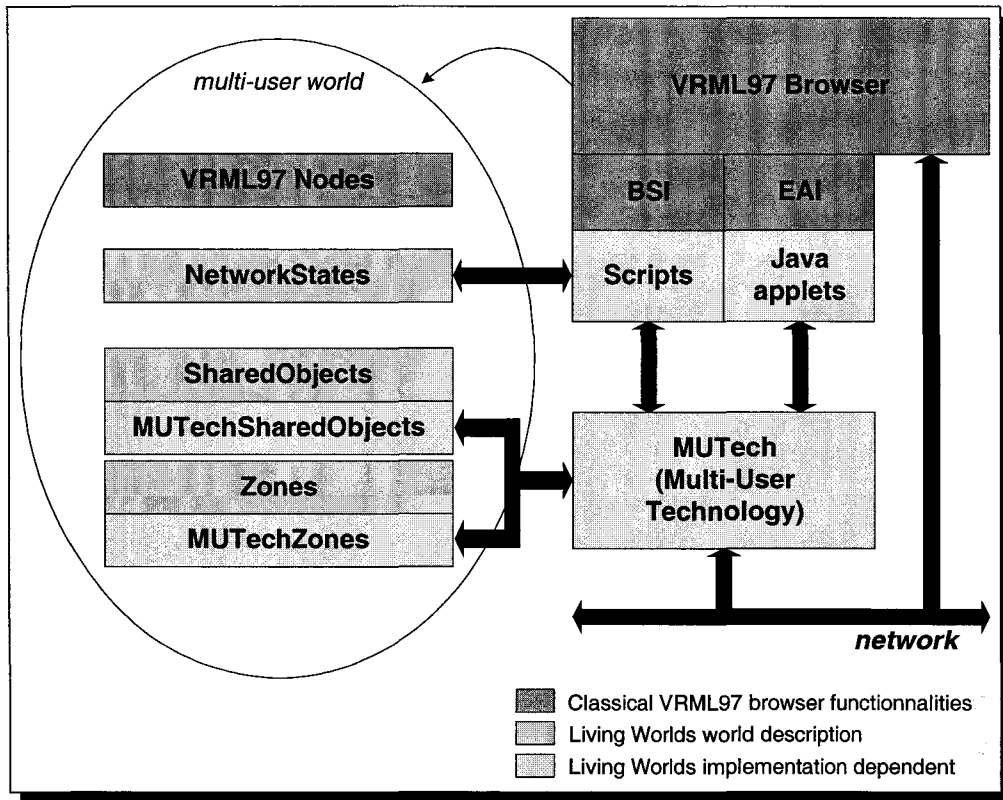 multi-user world
VRML97 Browser
VRML97 Nodes
BSI
EAI
NetworkStates
Scripts
Java
applets
SharedObjects
MUTechSharedObjects
Zones
MUTechZones
MUTech
(Multi-User
Technology)
network
Classical VRML97 browser functionnalities
Living Worlds world description
Living Worlds implementation dependent